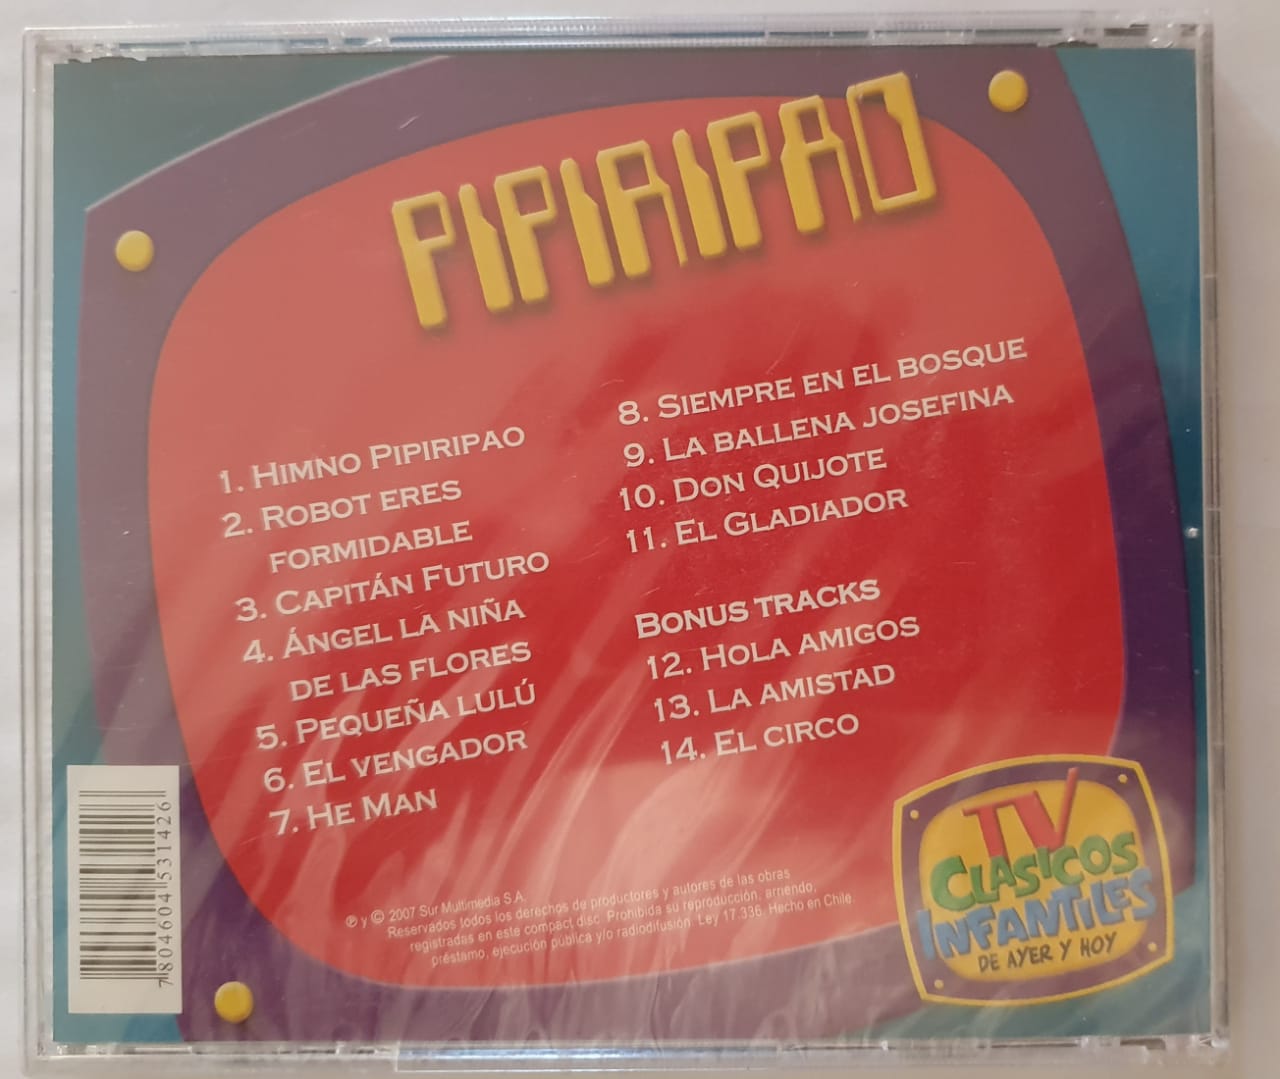 PIPIRIPAO
1. HIMNO PIPIRIPAO
2. ROBOT ERES
FORMIDABLE
3. CAPITÁN FUTURO
4. ÁNGEL LA NIÑA
DE LAS FLORES
5. PEQUEÑA LULÚ
6. EL VENGADOR
7. HE MAN
8. SIEMPRE EN EL BOSQUE
9. LA BALLENA JOSEFINA
10. DON QUIJOTE
11. EL GLADIADOR
BONUS TRACKS
12. HOLA AMIGOS
13. LA AMISTAD
14. EL CIRCO
℗ y © 2007 Sur Multimedia S.A.
Reservados todos los derechos de productores y autores de las obras
registradas en este compact disc. Prohibida su reproducción, arriendo,
préstamo, ejecución pública y/o radiodifusión. Ley 17.336. Hecho en Chile
7 804604 531426
TV
CLASICOS
INFANTILES
DE AYER Y HOY